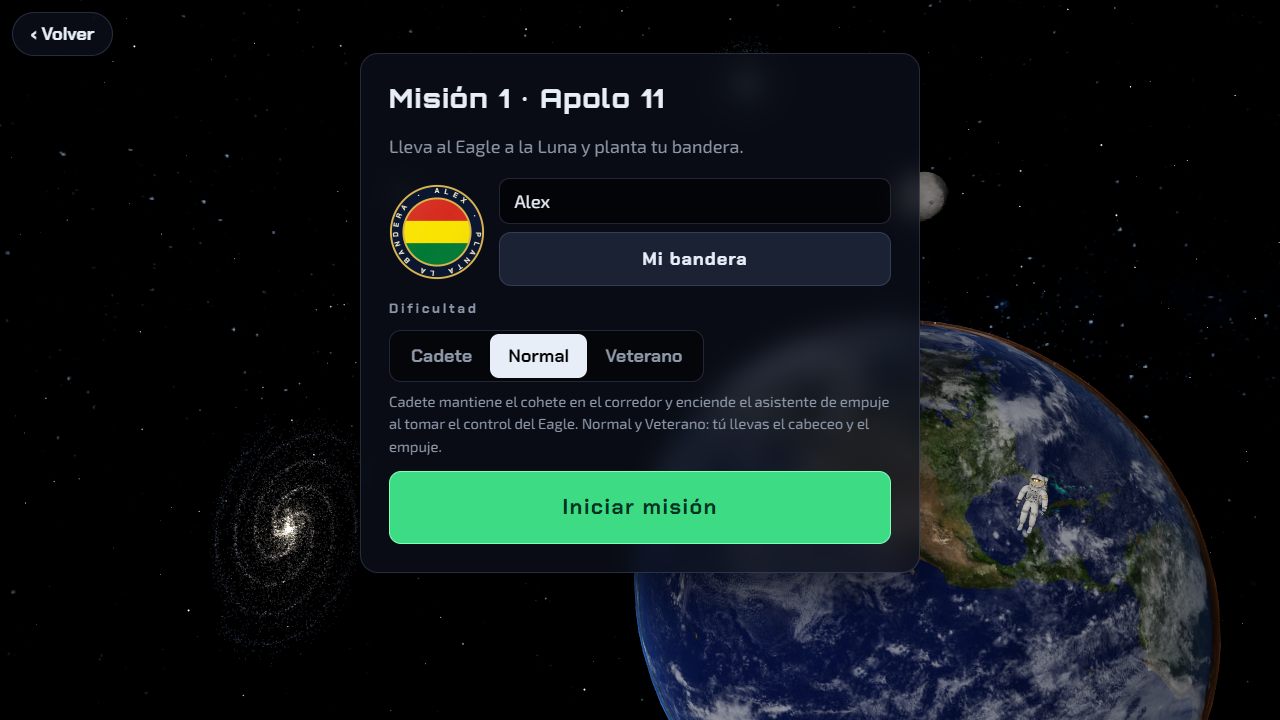 ‹ Volver
Misión 1 · Apolo 11
Lleva al Eagle a la Luna y planta tu bandera.
· ALEX · PLANTA LA BANDERA
Alex
Mi bandera
Dificultad
Cadete
Normal
Veterano
Cadete mantiene el cohete en el corredor y enciende el asistente de empuje
al tomar el control del Eagle. Normal y Veterano: tú llevas el cabeceo y el
empuje.
Iniciar misión